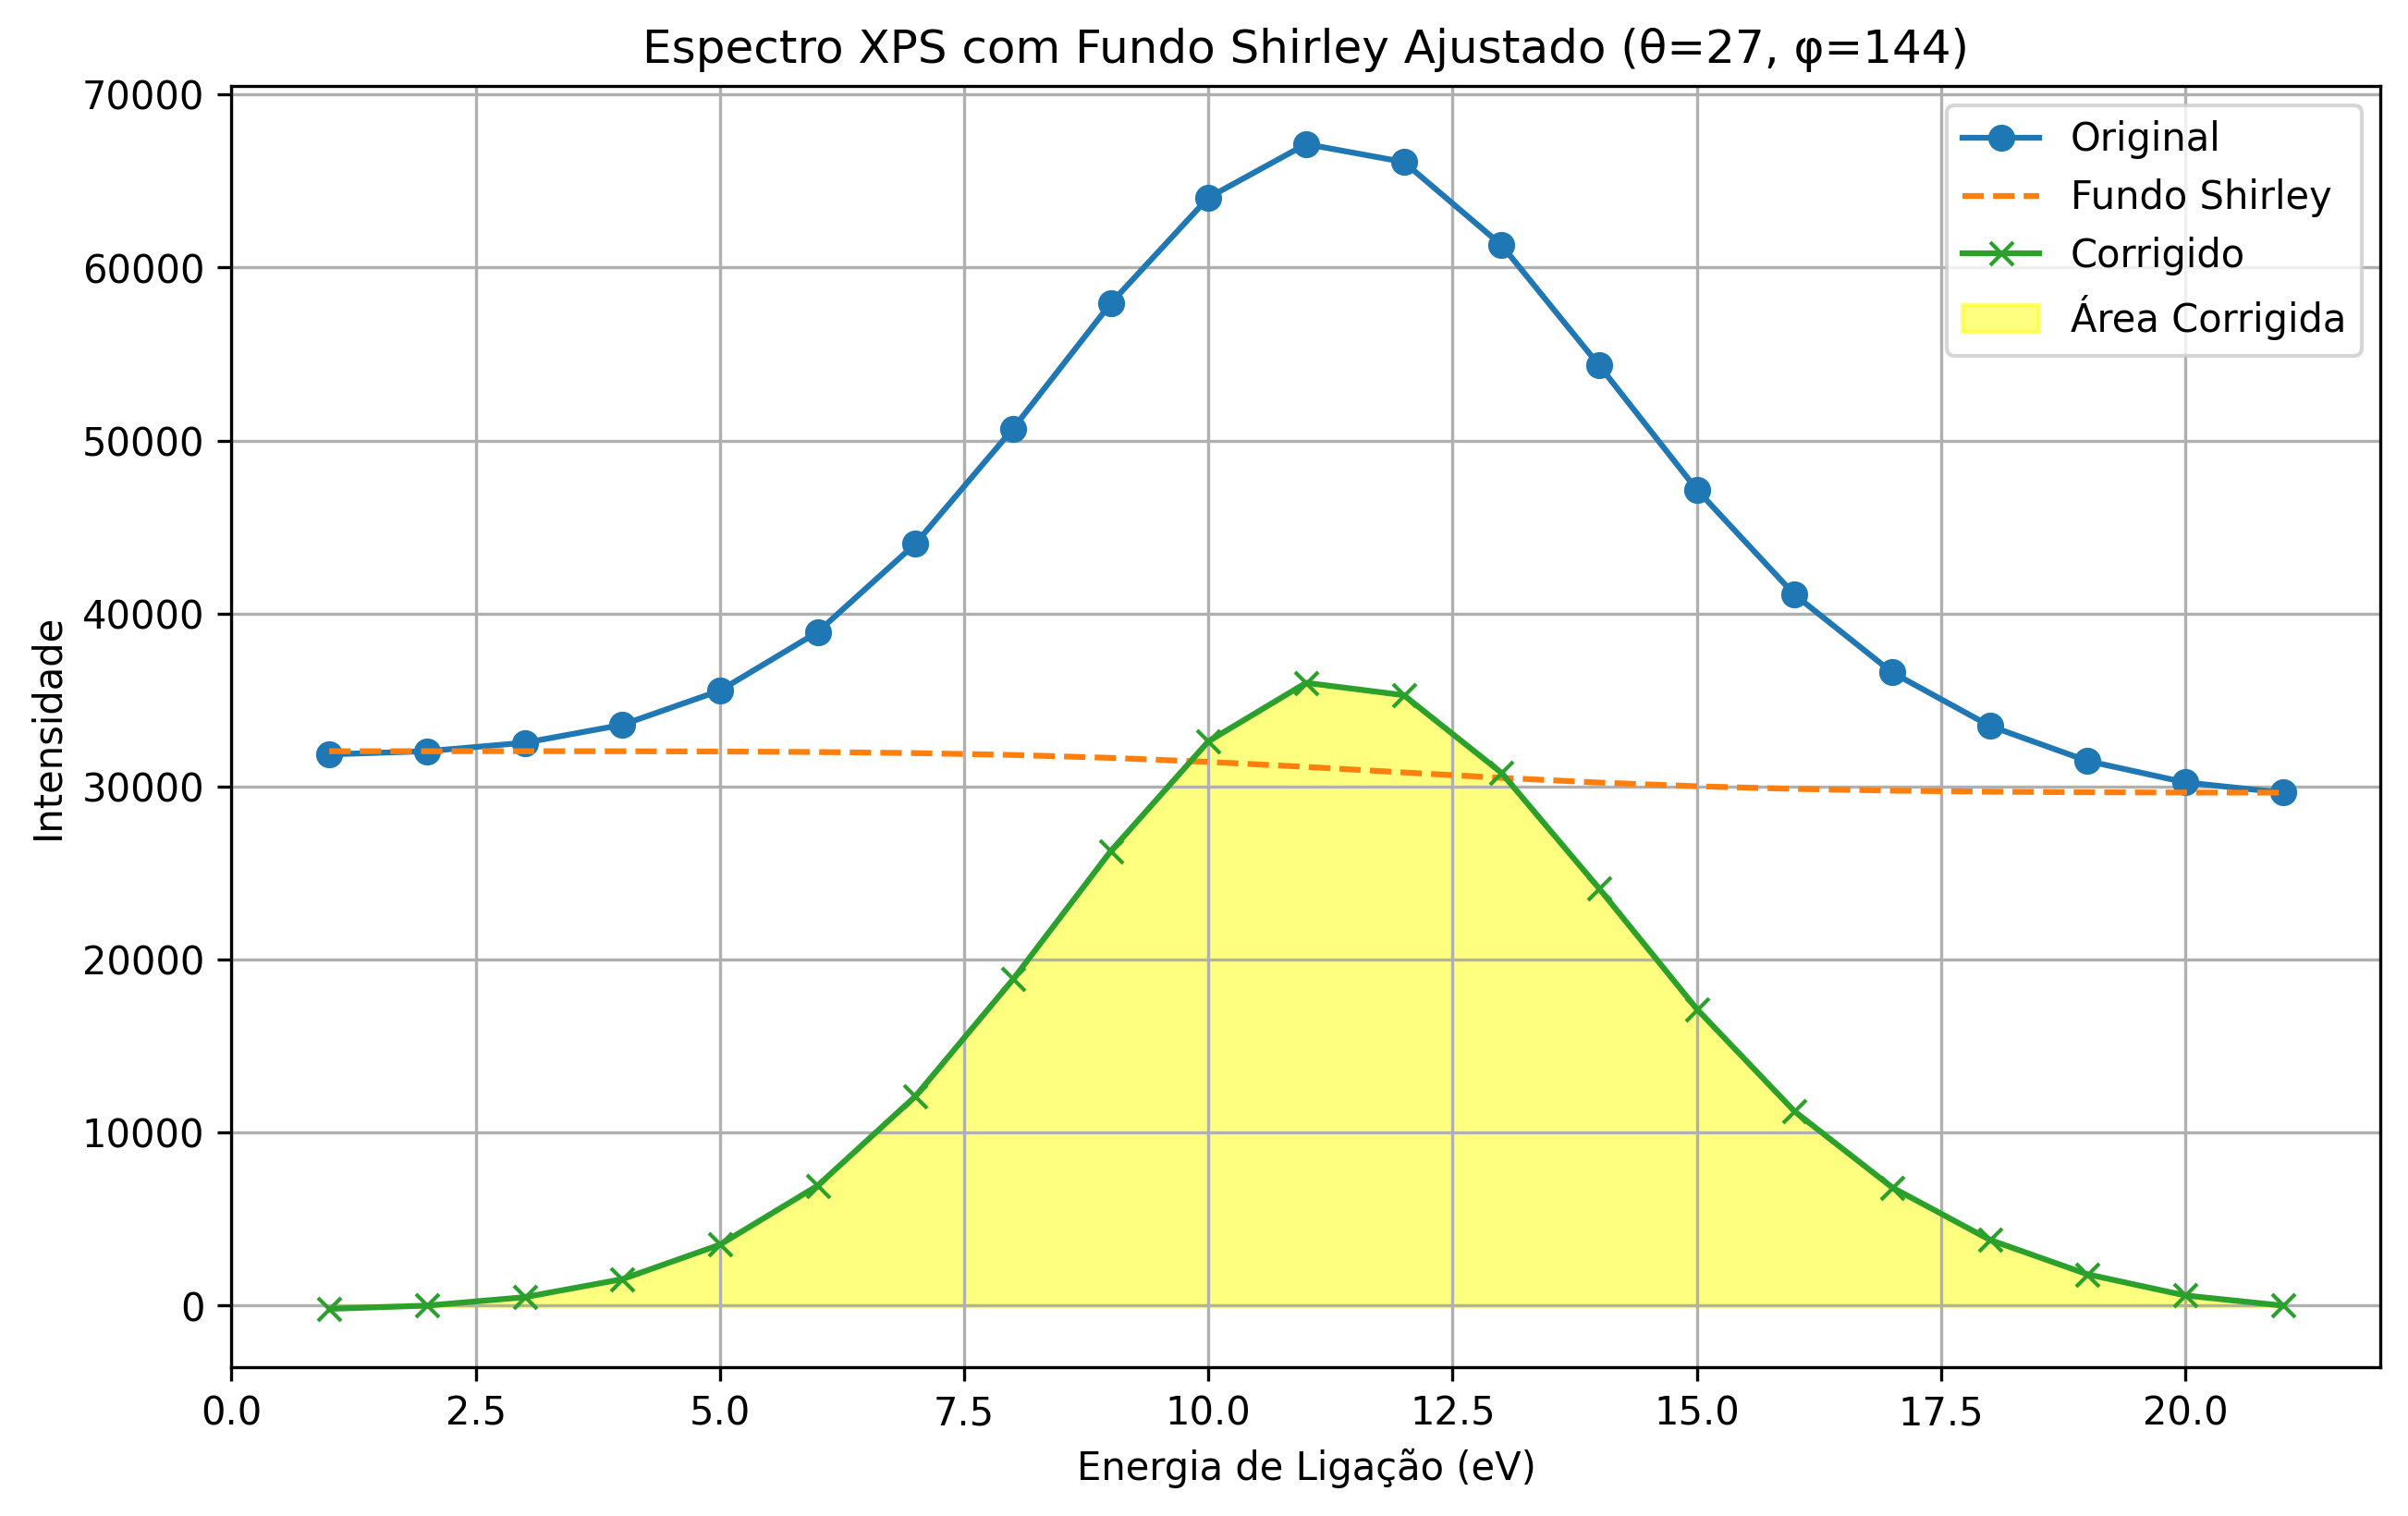 Espectro XPS com Fundo Shirley Ajustado (θ=27, φ=144)
70000
60000
50000
40000
30000
20000
10000
0
Intensidade
Original
Fundo Shirley
Corrigido
Área Corrigida
0.0 2.5 5.0 7.5 10.0 12.5 15.0 17.5 20.0
Energia de Ligação (eV)